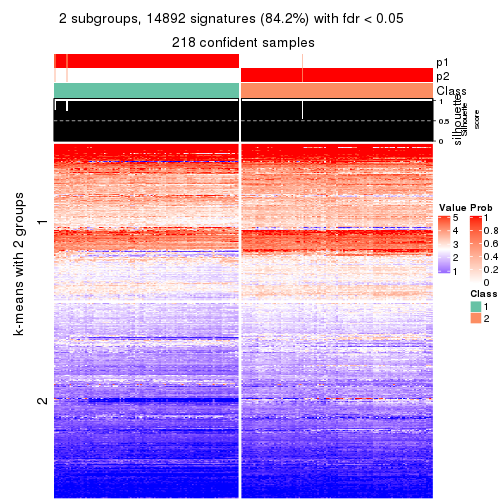 2 subgroups, 14892 signatures (84.2%) with fdr < 0.05
218 confident samples
p1
p2
Class
silhouette
Silhouette
score
1
0.5
0
k-means with 2 groups
1
2
Value
5
4
3
2
1
Prob
1
0.8
0.6
0.4
0.2
0
Class
1
2